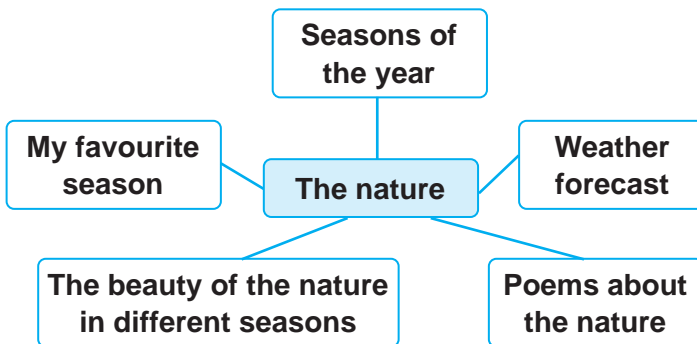 Seasons of
the year
My favourite
season
The nature
Weather
forecast
The beauty of the nature
in different seasons
Poems about
the nature